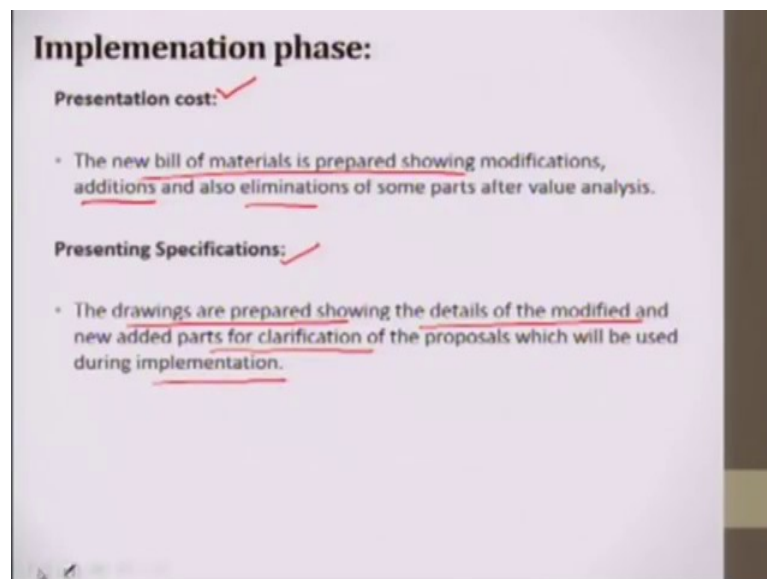 Implemenation phase:
Presentation cost:
• The new bill of materials is prepared showing modifications,
additions and also eliminations of some parts after value analysis.
Presenting Specifications:
• The drawings are prepared showing the details of the modified and
new added parts for clarification of the proposals which will be used
during implementation.